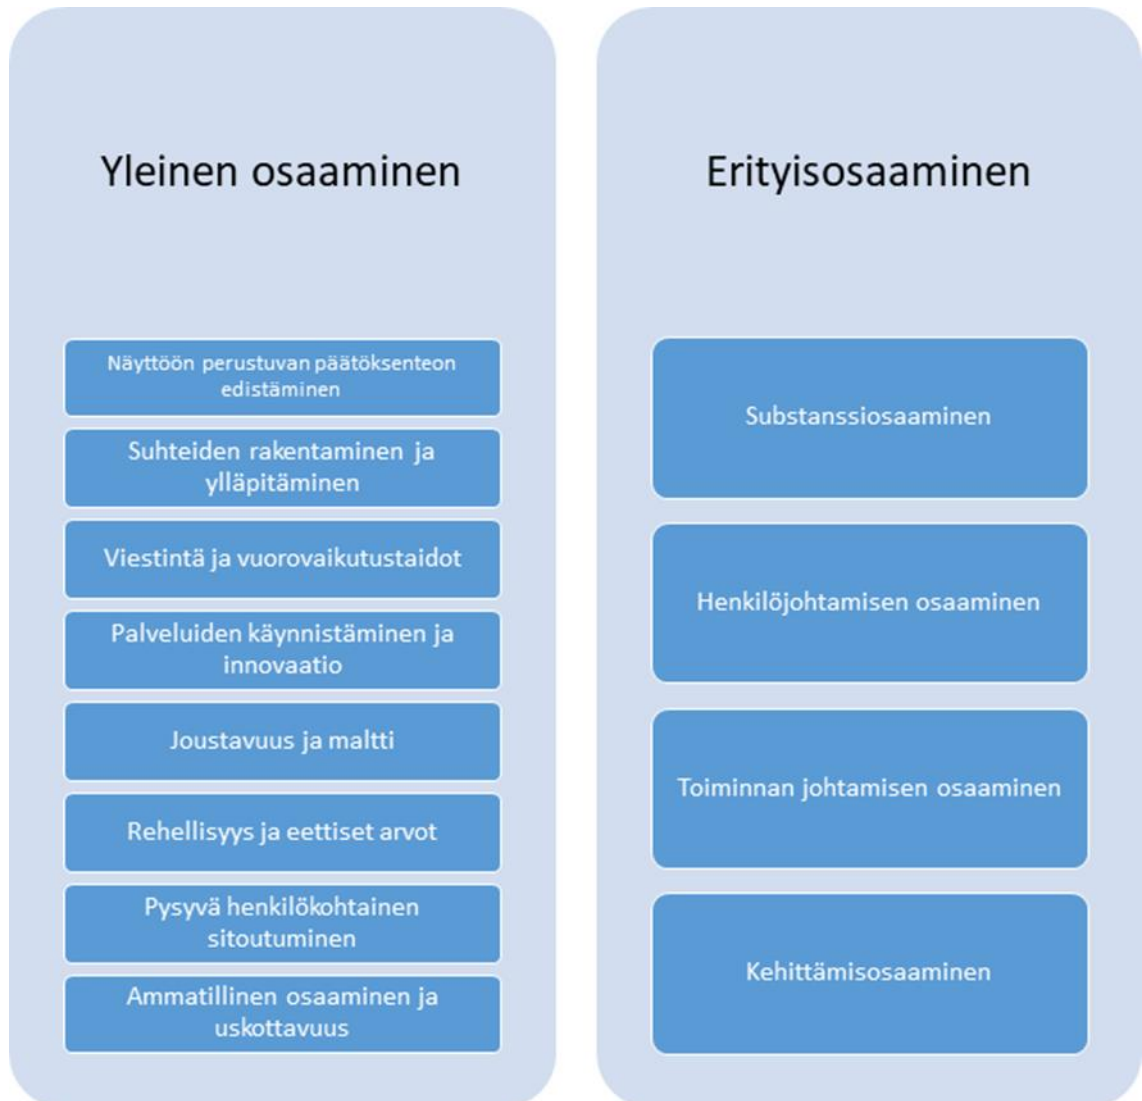 Yleinen osaaminen
Näyttöön perustuvan päätöksenteon
edistäminen
Suhteiden rakentaminen ja
ylläpitäminen
Viestintä ja vuorovaikutustaidot
Palveluiden käynnistäminen ja
innovaatio
Joustavuus ja maltti
Rehellisyys ja eettiset arvot
Pysyvä henkilökohtainen
sitoutuminen
Ammatillinen osaaminen ja
uskottavuus
Erityisosaaminen
Substanssiosaaminen
Henkilöjohtamisen osaaminen
Toiminnan johtamisen osaaminen
Kehittämisosaaminen